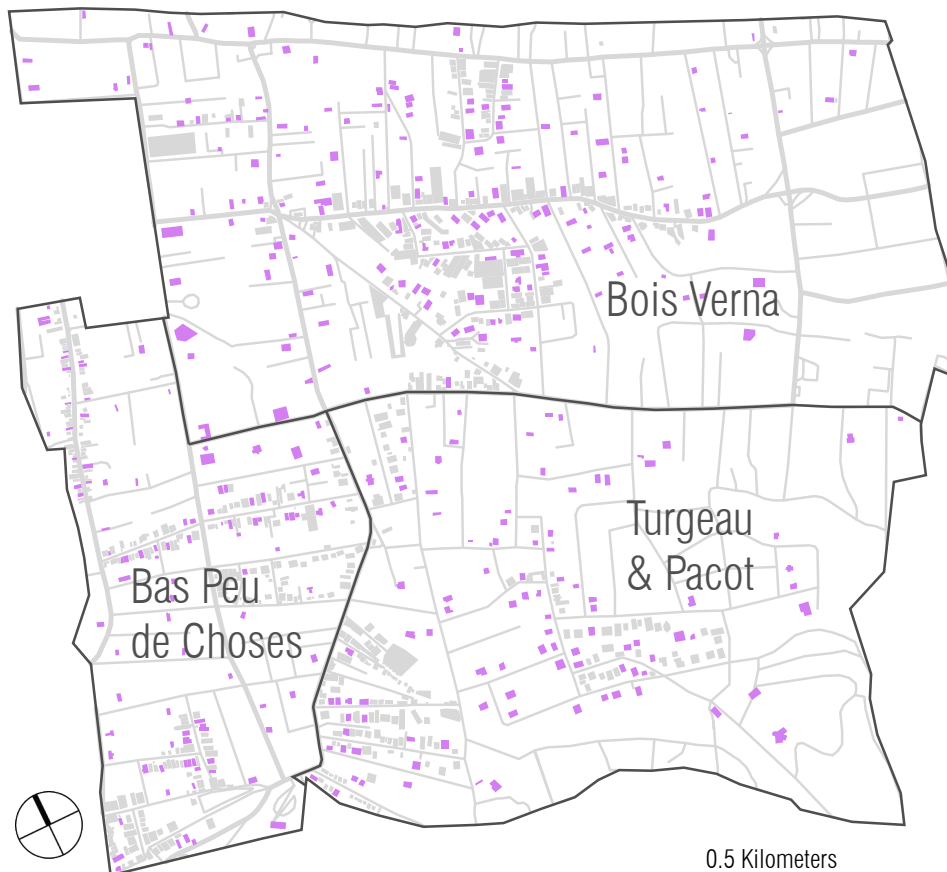 Bois Verna
Turgeau
& Pacot
Bas Peu
de Choses
0.5 Kilometers